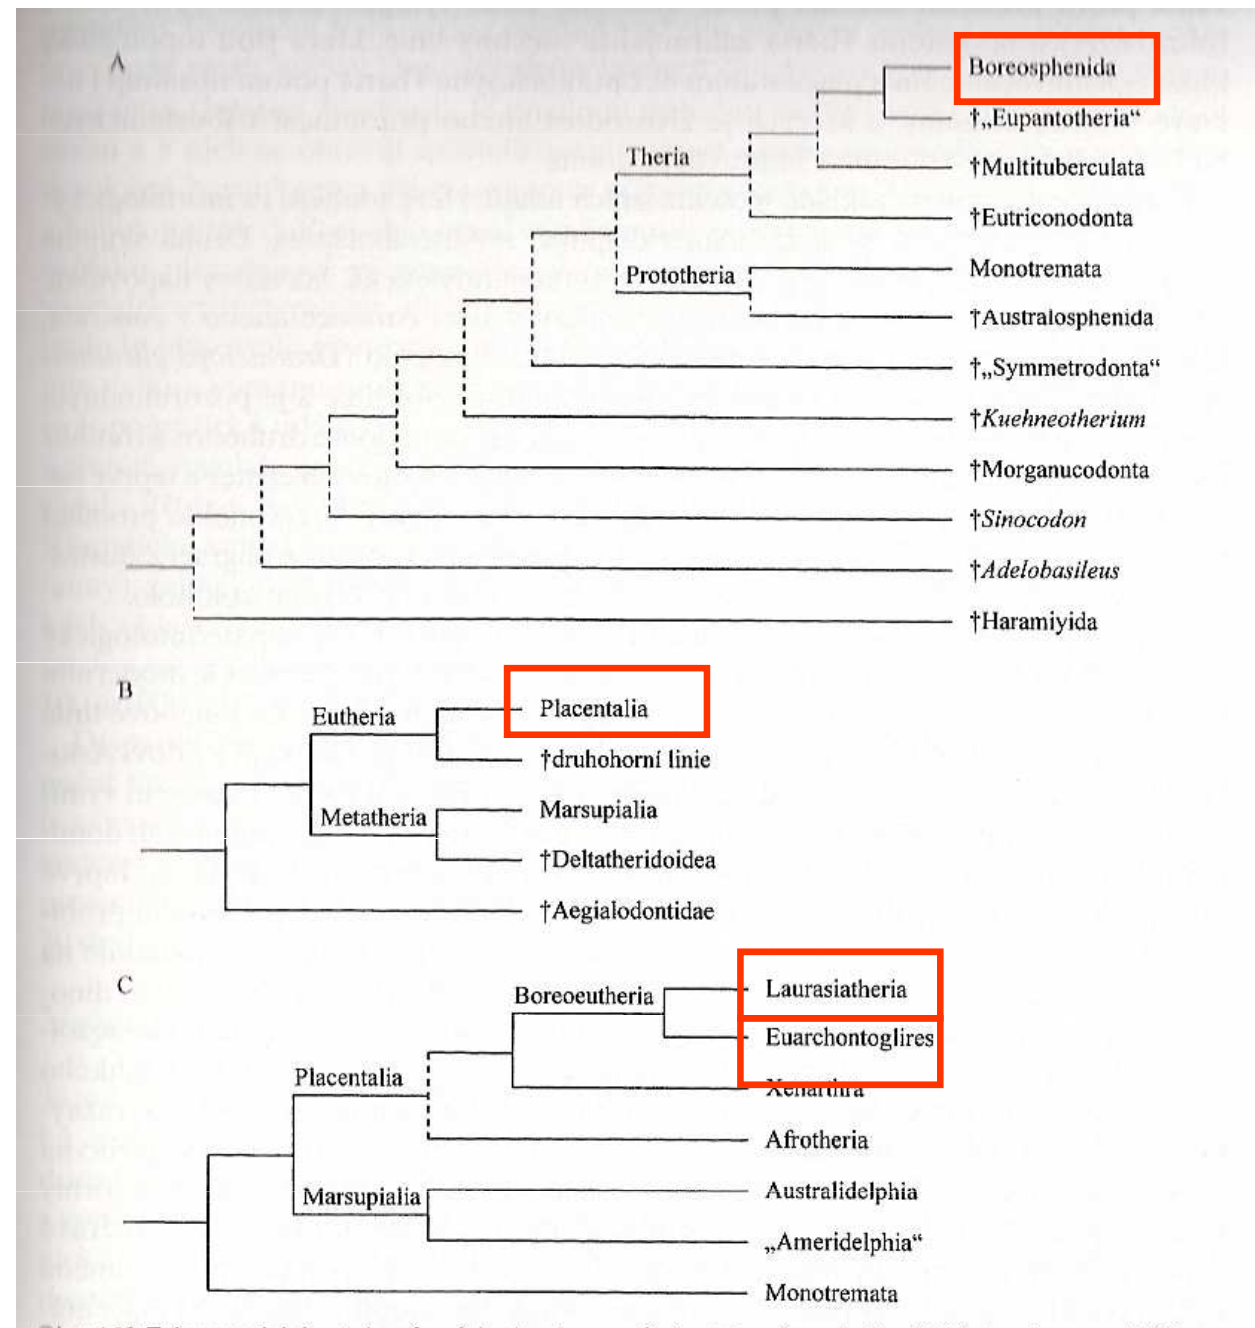 A
Boreosphenida
†„Eupantotheria“
Theria
†Multituberculata
†Eutriconodonta
Prototheria
Monotremata
†Australosphenida
†„Symmetrodonta“
†Kuehneotherium
†Morganucodonta
†Sinocodon
†Adelobasileus
†Haramiyida
B
Eutheria
Placentalia
†druhohorní linie
Metatheria
Marsupialia
†Deltatheridoidea
†Aegialodontidae
C
Boreoeutheria
Laurasiatheria
Euarchontoglires
Placentalia
Xenarthra
Afrotheria
Marsupialia
Australidelphia
„Ameridelphia“
Monotremata